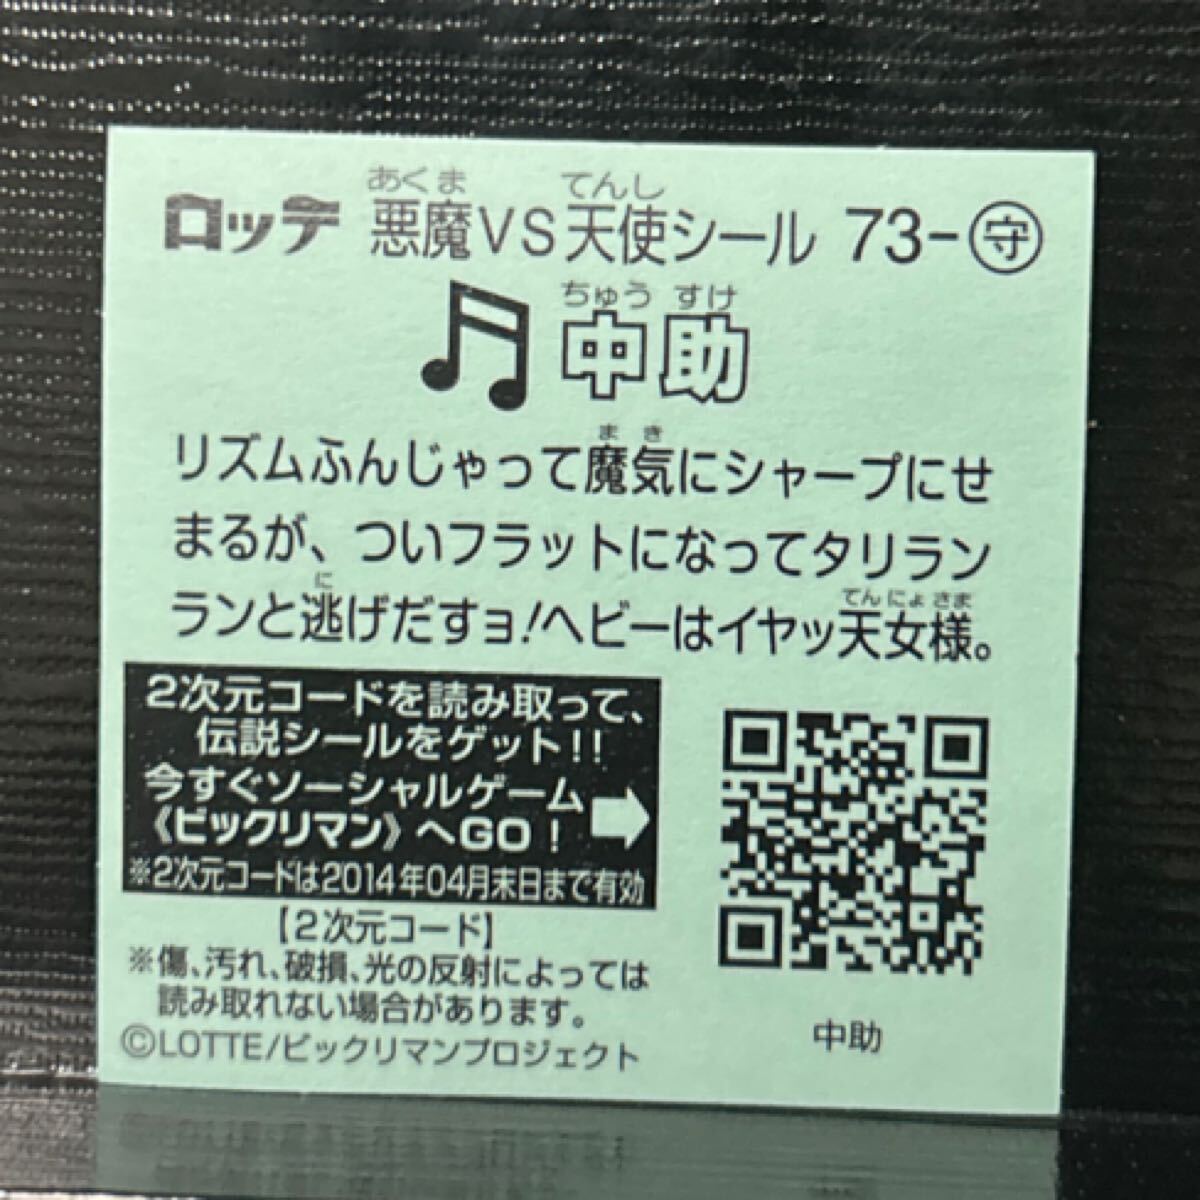 ロッテ 悪魔VS天使シール 73-守
あくま てんし
♫中助
ちゅう すけ
リズムふんじゃって魔気にシャープにせ
まき
まるが、ついフラットになってタリラン
ランと逃げだすョ!ヘビーはイヤッ天女様。
に てんにょさま
2次元コードを読み取って、
伝説シールをゲット!!
今すぐソーシャルゲーム
《ビックリマン》へGO!
※2次元コードは2014年04月末日まで有効
【2次元コード】
※傷、汚れ、破損、光の反射によっては
読み取れない場合があります。
©LOTTE/ビックリマンプロジェクト
中助